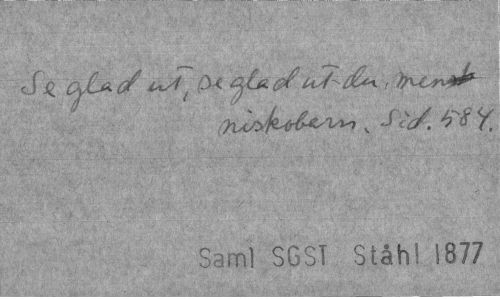 Se glad ut, se glad ut du, men
niskobarn. Sid. 584.
Saml SGST Ståhl 1877